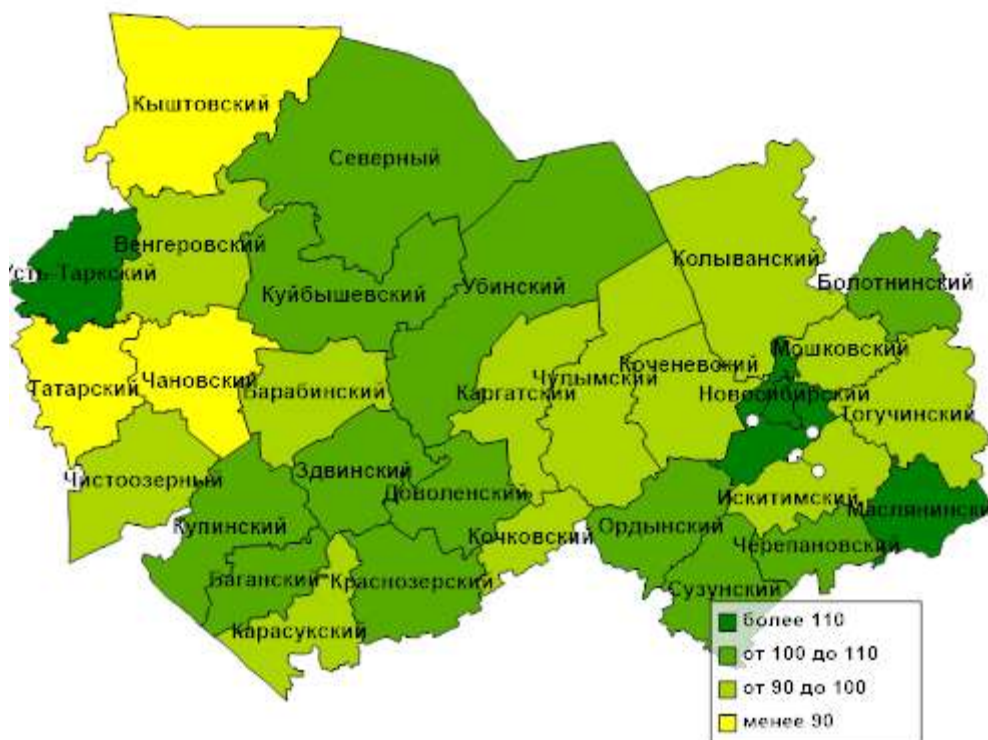 Кыштовский
Северный
Венгеровский
Усть-Таркский
Колыванский
Болотнинский
Куйбышевский
Убинский
Мошковский
Коченевский
Чулымский
Татарский
Чановский
Барабинский
Каргатский
Новосибирский
Тогучинский
Здвинский
Чистоозерный
Доволенский
Искитимский
Маслянински
Купинский
Кочковский
Ордынский
Черепановский
Баганский
Краснозерский
Сузунский
Карасукский
более 110
от 100 до 110
от 90 до 100
менее 90